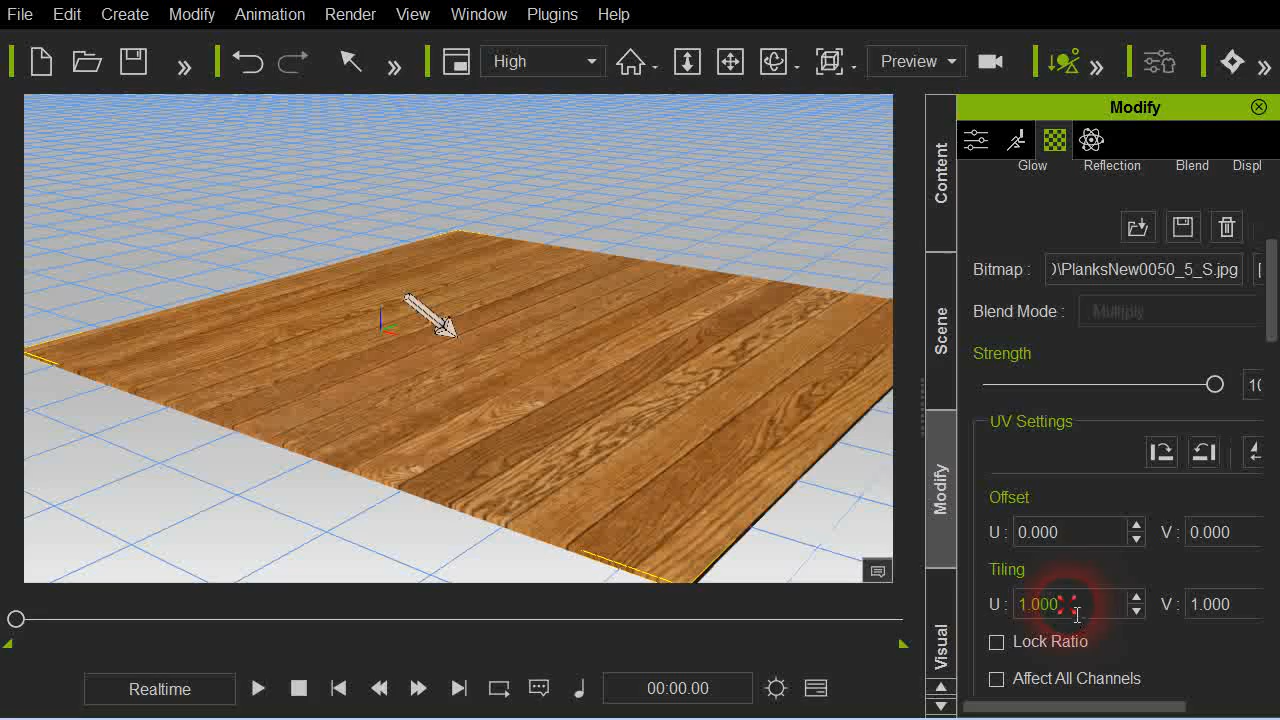 File Edit Create Modify Animation Render View Window Plugins Help
High Preview
Modify
Glow Reflection Blend Displ
Content
Scene
Modify
Visual
Bitmap : )\PlanksNew0050_5_S.jpg
Blend Mode : Multiply
Strength
10
UV Settings
Offset
U : 0.000 V : 0.000
Tiling
U : 1.000 V : 1.000
Lock Ratio
Affect All Channels
Realtime 00:00.00